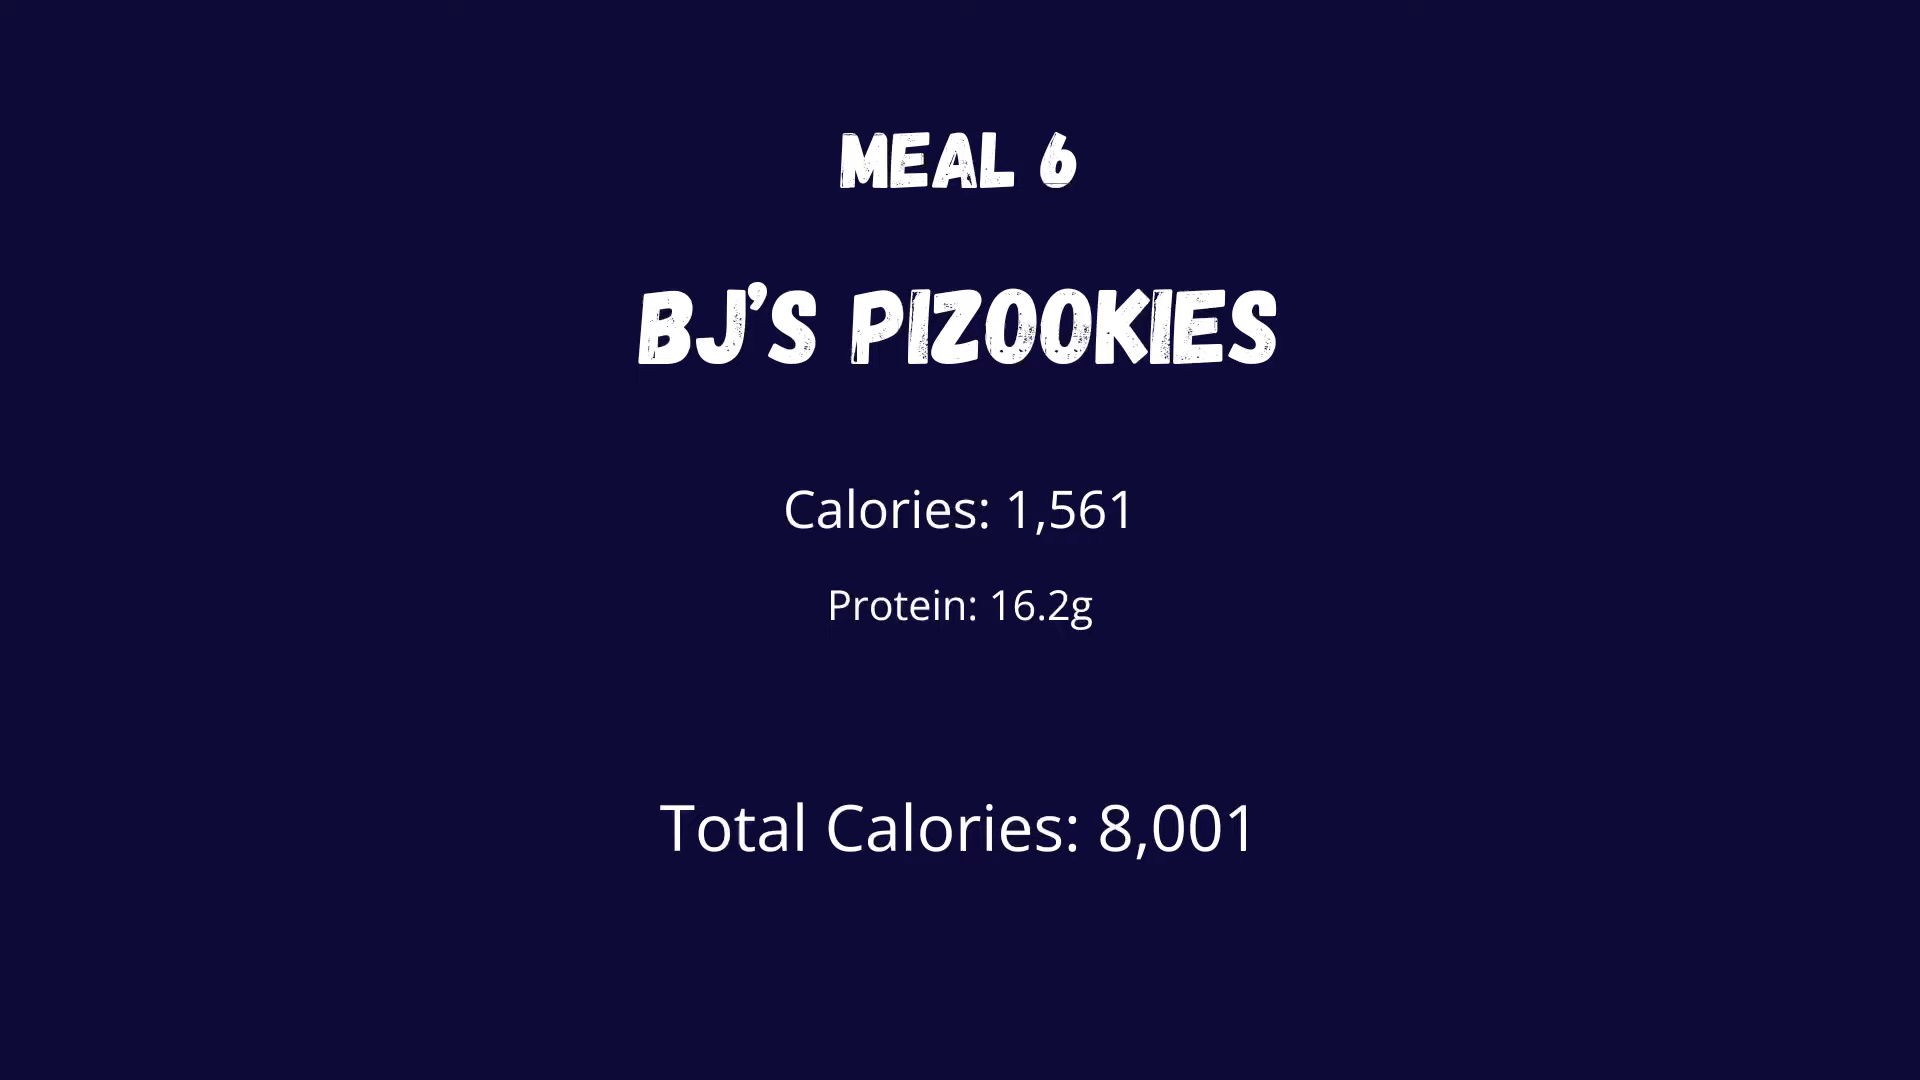 MEAL 6
BJ’S PIZOOKIES
Calories: 1,561
Protein: 16.2g
Total Calories: 8,001